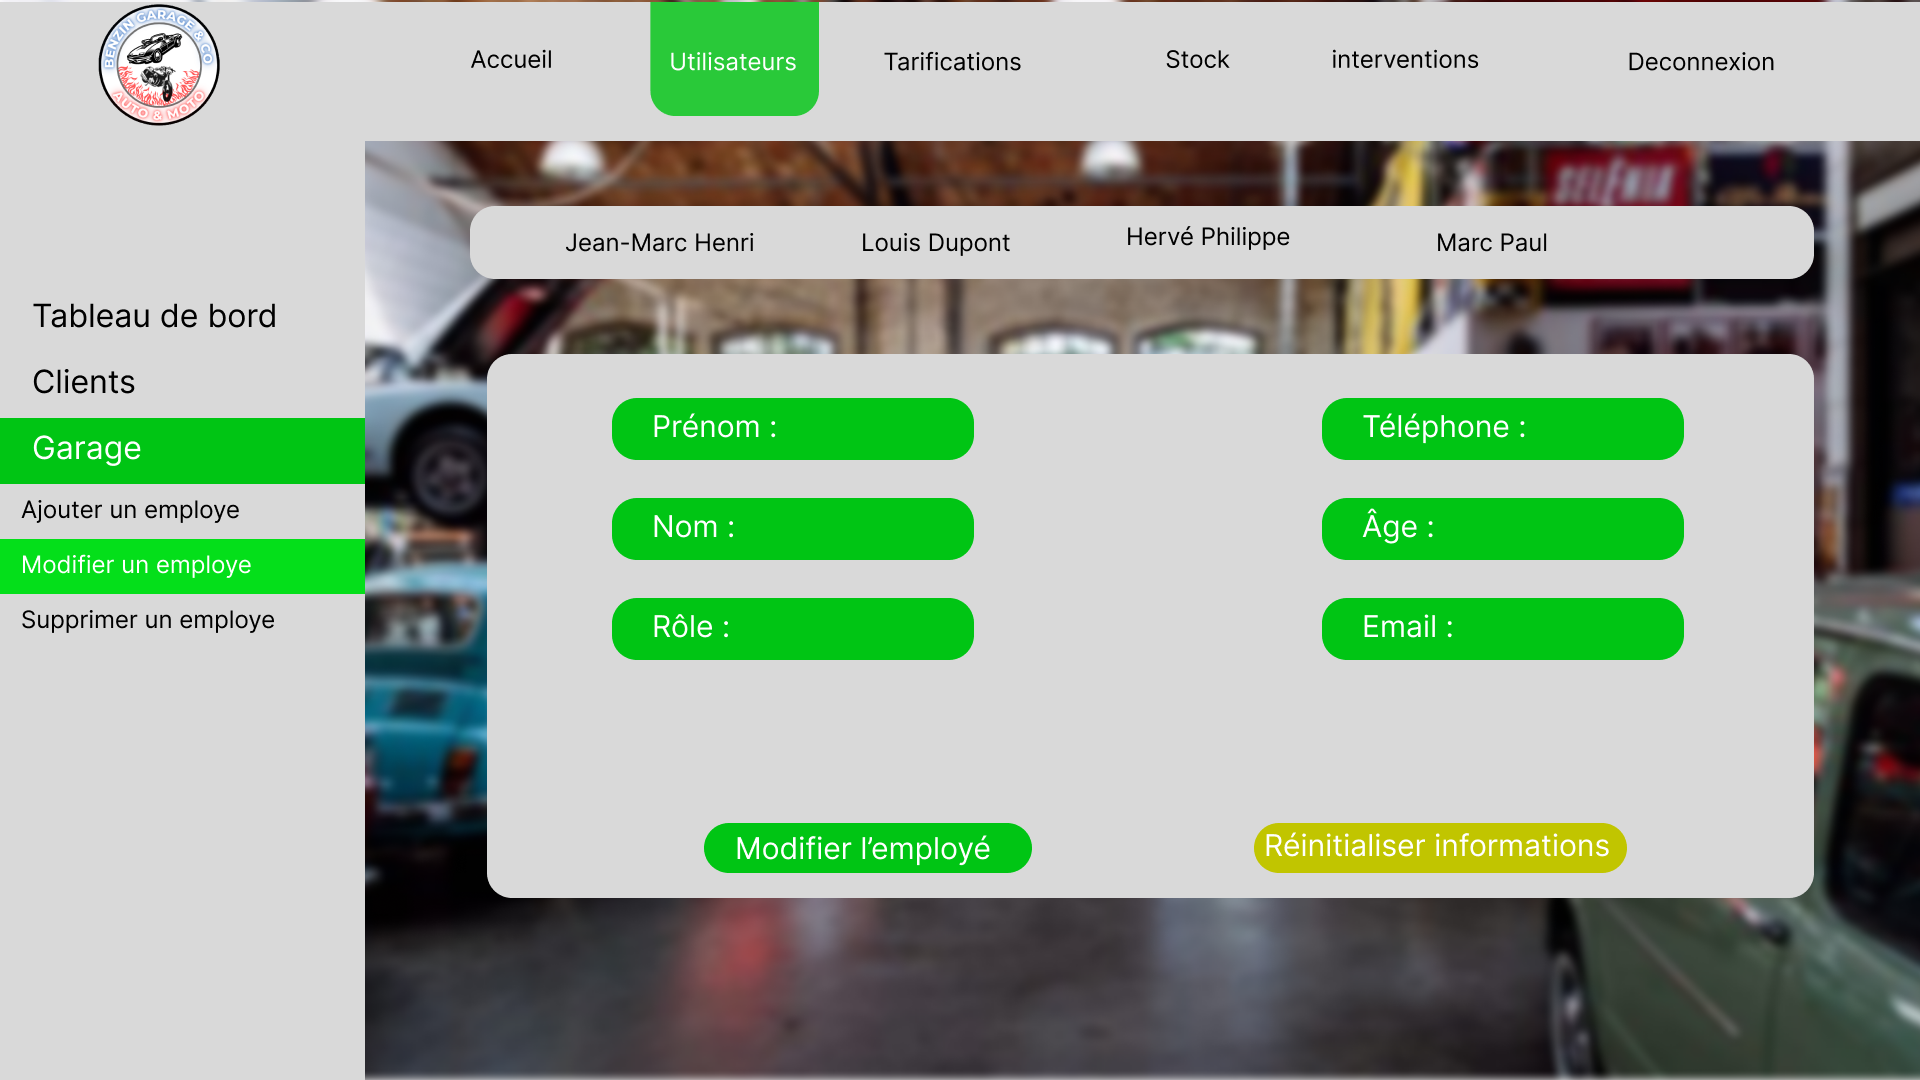 BENZIN GARAGE & CO
AUTO & MOTO
Accueil
Utilisateurs
Tarifications
Stock
interventions
Deconnexion
SELÈNIA
Jean-Marc Henri
Louis Dupont
Hervé Philippe
Marc Paul
Tableau de bord
Clients
Garage
Ajouter un employe
Modifier un employe
Supprimer un employe
Prénom :
Téléphone :
Nom :
Âge :
Rôle :
Email :
Modifier l’employé
Réinitialiser informations